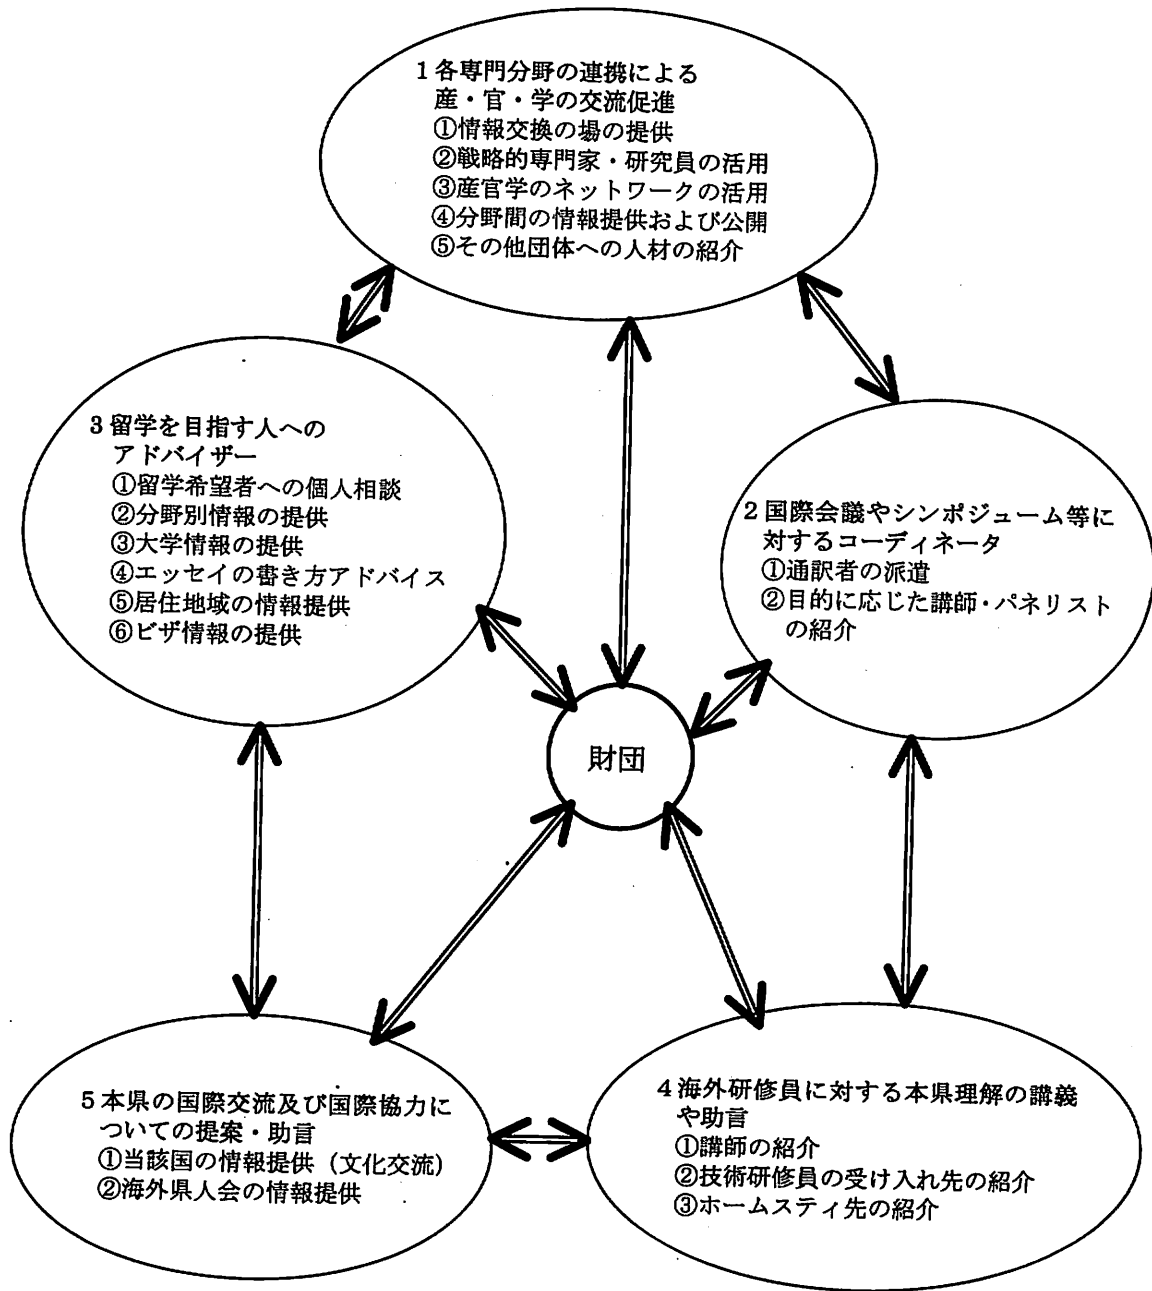 1各専門分野の連携による
産・官・学の交流促進
①情報交換の場の提供
②戦略的専門家・研究員の活用
③産官学のネットワークの活用
④分野間の情報提供および公開
⑤その他団体への人材の紹介
3留学を目指す人への
アドバイザー
①留学希望者への個人相談
②分野別情報の提供
③大学情報の提供
④エッセイの書き方アドバイス
⑤居住地域の情報提供
⑥ビザ情報の提供
2国際会議やシンポジューム等に
対するコーディネータ
①通訳者の派遣
②目的に応じた講師・パネリスト
の紹介
財団
5本県の国際交流及び国際協力に
ついての提案・助言
①当該国の情報提供（文化交流）
②海外県人会の情報提供
4海外研修員に対する本県理解の講義
や助言
①講師の紹介
②技術研修員の受け入れ先の紹介
③ホームスティ先の紹介